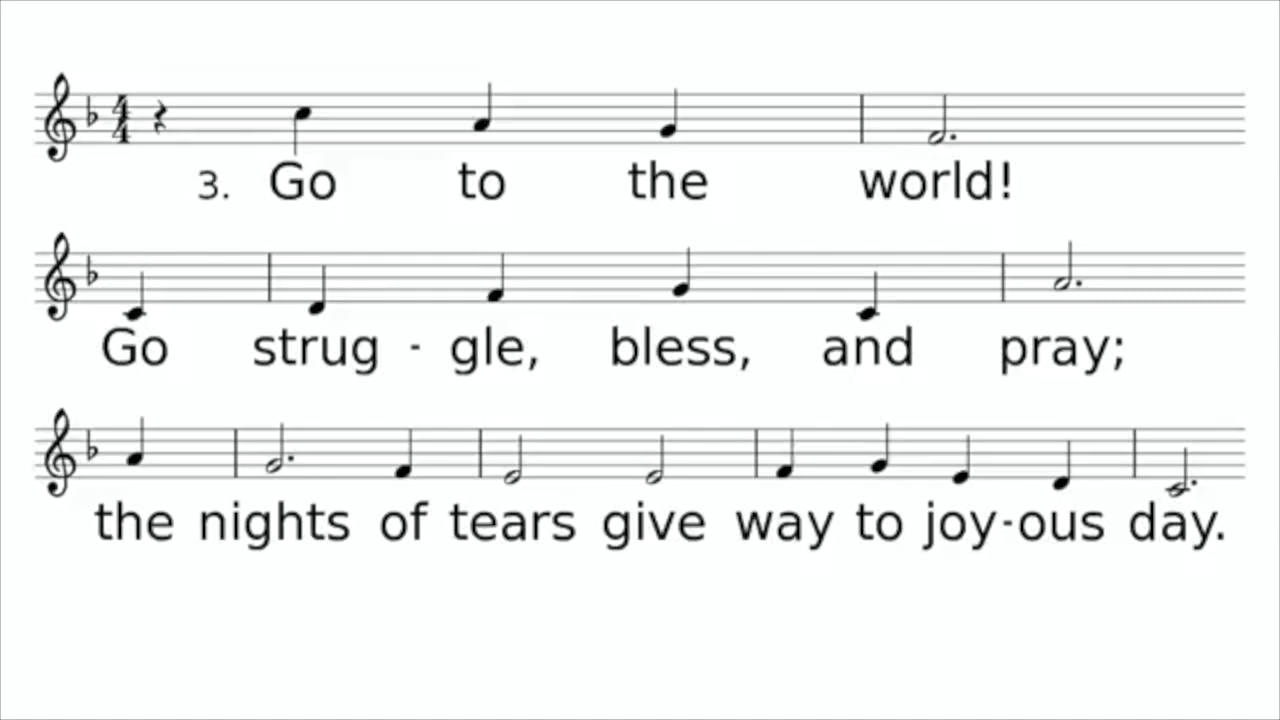 3. Go to the world!
Go strug - gle, bless, and pray;
the nights of tears give way to joy-ous day.